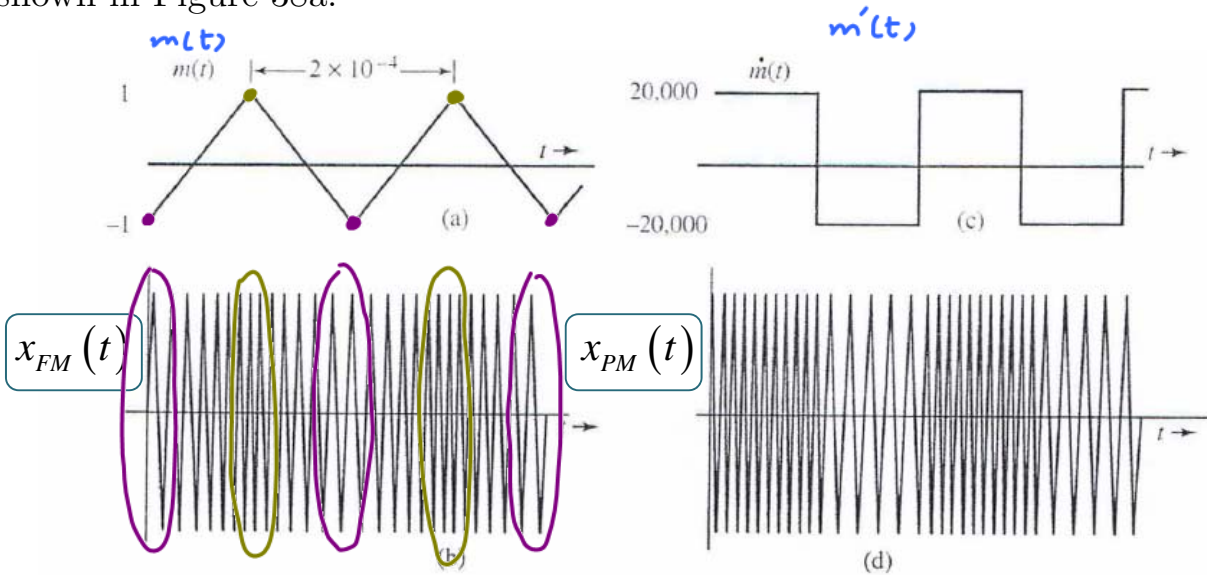 shown in Figure 38a.
m(t)
m(t)
2 × 10⁻⁴
1
t →
-1
(a)
m'(t)
ṁ(t)
20,000
t →
-20,000
(c)
x_FM (t)
→
(b)
x_PM (t)
t →
(d)